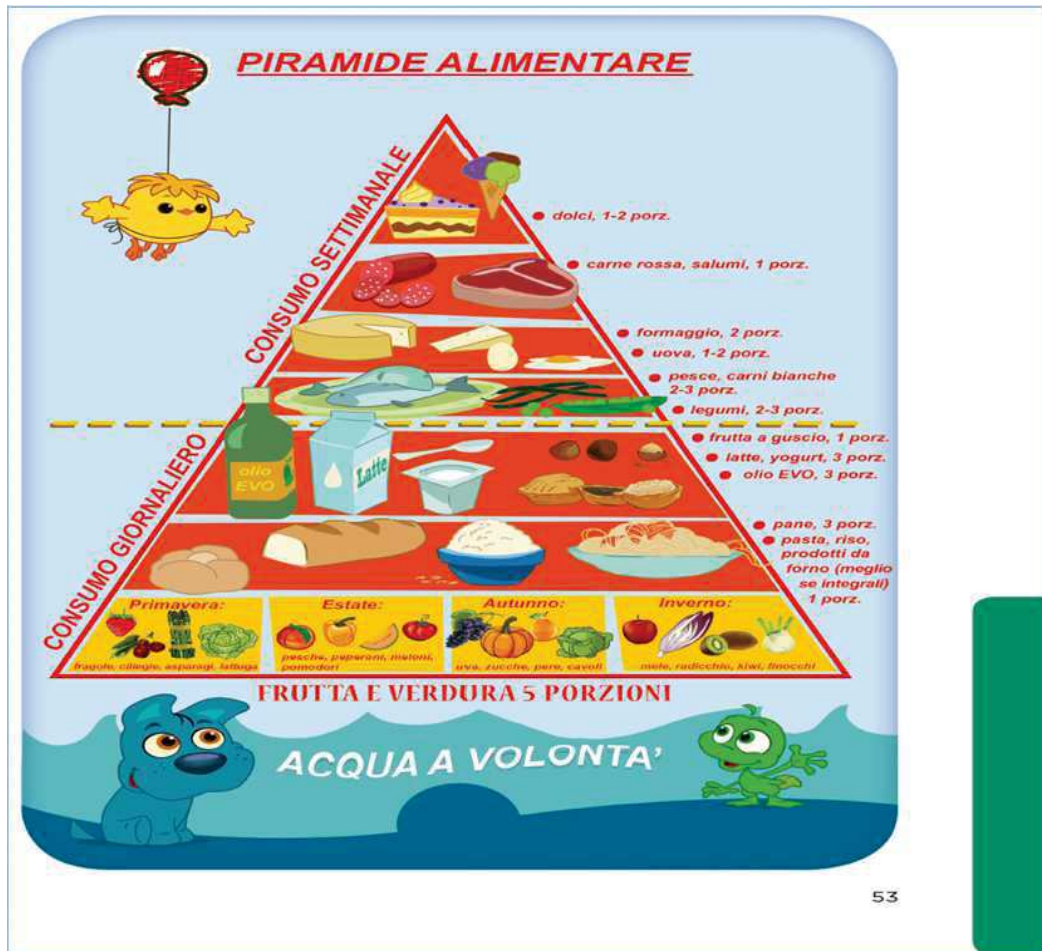 PIRAMIDE ALIMENTARE
CONSUMO SETTIMANALE
dolci, 1-2 porz.
carne rossa, salumi, 1 porz.
formaggio, 2 porz.
uova, 1-2 porz.
pesce, carni bianche
2-3 porz.
legumi, 2-3 porz.
CONSUMO GIORNALIERO
frutta a guscio, 1 porz.
latte, yogurt, 3 porz.
olio EVO, 3 porz.
olio
EVO
Latte
pane, 3 porz.
pasta, riso,
prodotti da
forno (meglio
se integrali)
1 porz.
Primavera:
fragole, ciliegie, asparagi, lattuga
Estate:
pesche, peperoni, meloni,
pomodori
Autunno:
uva, zucche, pere, cavoli
Inverno:
mele, radicchio, kiwi, finocchi
FRUTTA E VERDURA 5 PORZIONI
ACQUA A VOLONTA'
53